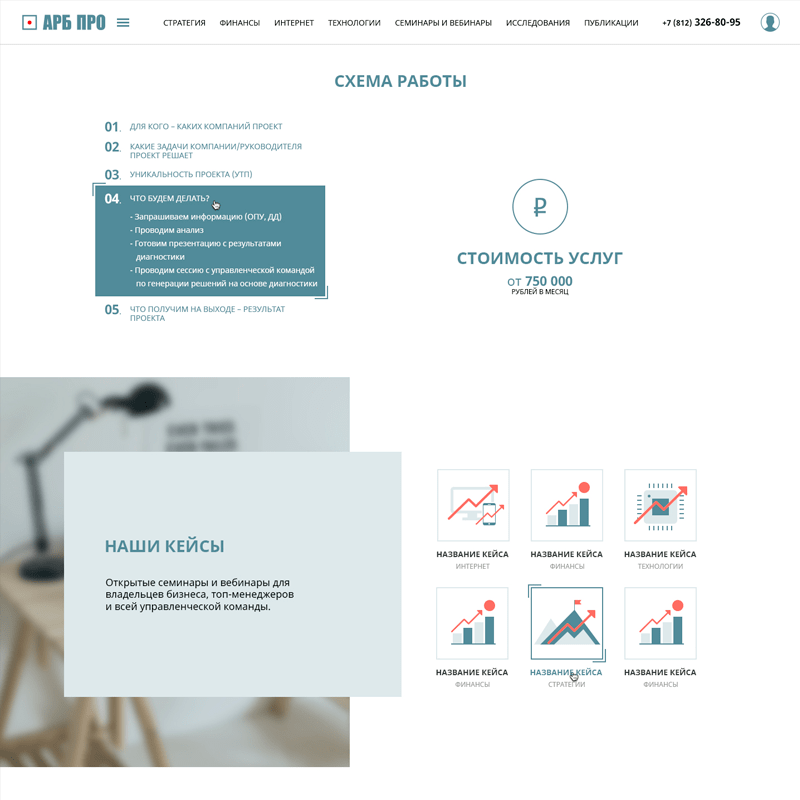 АРБ ПРО
СТРАТЕГИЯ ФИНАНСЫ ИНТЕРНЕТ ТЕХНОЛОГИИ СЕМИНАРЫ И ВЕБИНАРЫ ИССЛЕДОВАНИЯ ПУБЛИКАЦИИ +7 (812) 326-80-95
СХЕМА РАБОТЫ
01. ДЛЯ КОГО – КАКИХ КОМПАНИЙ ПРОЕКТ
02. КАКИЕ ЗАДАЧИ КОМПАНИИ/РУКОВОДИТЕЛЯ
ПРОЕКТ РЕШАЕТ
03. УНИКАЛЬНОСТЬ ПРОЕКТА (УТП)
04. ЧТО БУДЕМ ДЕЛАТЬ?
- Запрашиваем информацию (ОПУ, ДД)
- Проводим анализ
- Готовим презентацию с результатами
диагностики
- Проводим сессию с управленческой командой
по генерации решений на основе диагностики
05. ЧТО ПОЛУЧИМ НА ВЫХОДЕ – РЕЗУЛЬТАТ
ПРОЕКТА
₽
СТОИМОСТЬ УСЛУГ
ОТ 750 000
РУБЛЕЙ В МЕСЯЦ
НАШИ КЕЙСЫ
Открытые семинары и вебинары для
владельцев бизнеса, топ-менеджеров
и всей управленческой команды.
НАЗВАНИЕ КЕЙСА НАЗВАНИЕ КЕЙСА НАЗВАНИЕ КЕЙСА
ИНТЕРНЕТ ФИНАНСЫ ТЕХНОЛОГИИ
НАЗВАНИЕ КЕЙСА НАЗВАНИЕ КЕЙСА НАЗВАНИЕ КЕЙСА
ФИНАНСЫ СТРАТЕГИИ ФИНАНСЫ